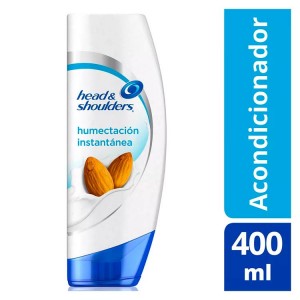 head&
shoulders
humectación
instantánea
Acondicionador
400
ml